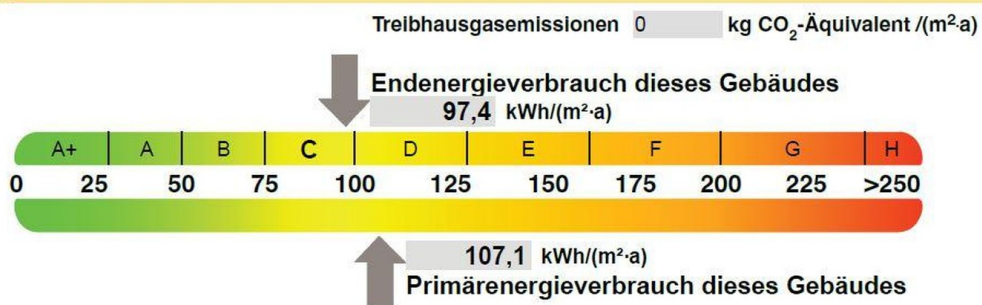 Treibhausgasemissionen 0 kg CO₂-Äquivalent /(m²·a)
Endenergieverbrauch dieses Gebäudes
97,4 kWh/(m²·a)
A+ A B C D E F G H
0 25 50 75 100 125 150 175 200 225 >250
107,1 kWh/(m²·a)
Primärenergieverbrauch dieses Gebäudes